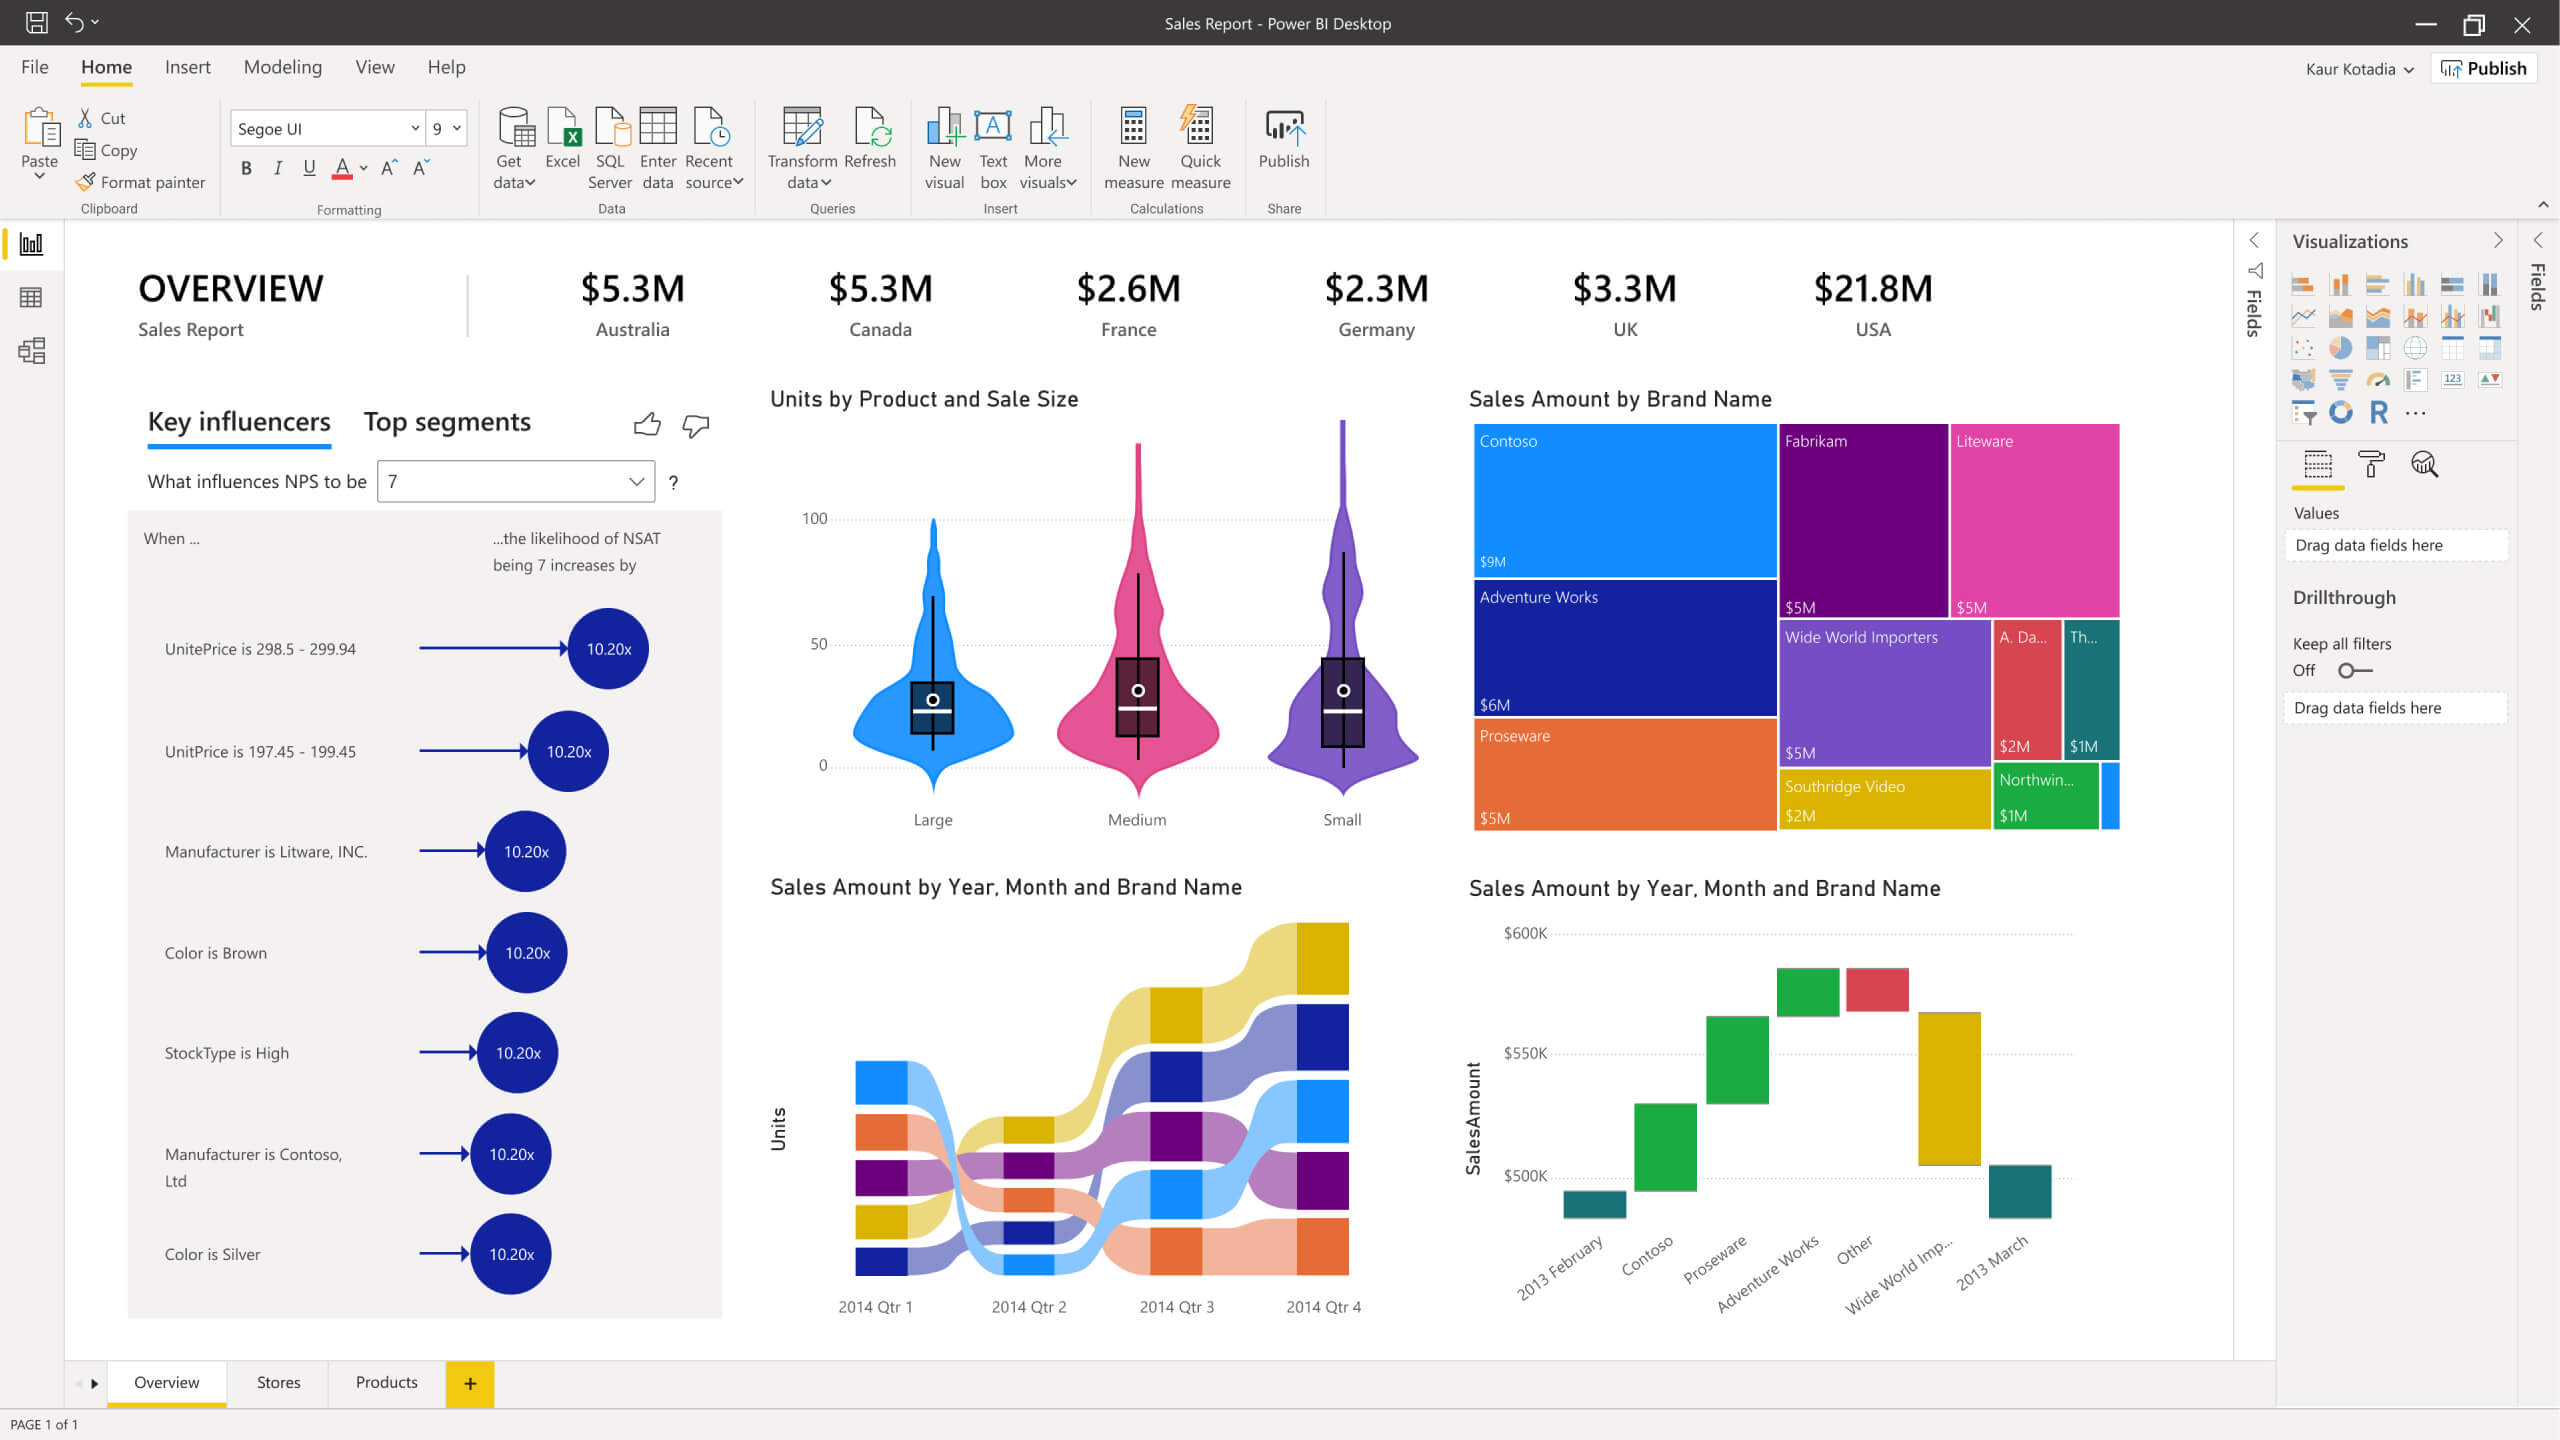 Sales Report - Power BI Desktop
File Home Insert Modeling View Help
Kaur Kotadia Publish
Paste
Cut
Copy
Format painter
Clipboard
Segoe UI 9
B I U A A A
Formatting
Get data
Excel
SQL Server
Enter data
Recent source
Data
Transform data
Refresh
Queries
New visual
Text box
More visuals
Insert
New measure
Quick measure
Calculations
Publish
Share
OVERVIEW
Sales Report
$5.3M
Australia
$5.3M
Canada
$2.6M
France
$2.3M
Germany
$3.3M
UK
$21.8M
USA
Key influencers Top segments
What influences NPS to be 7 ?
When ...
...the likelihood of NSAT
being 7 increases by
UnitePrice is 298.5 - 299.94 10.20x
UnitPrice is 197.45 - 199.45 10.20x
Manufacturer is Litware, INC. 10.20x
Color is Brown 10.20x
StockType is High 10.20x
Manufacturer is Contoso,
Ltd
10.20x
Color is Silver 10.20x
Units by Product and Sale Size
100
50
0
Large Medium Small
Sales Amount by Brand Name
Contoso
$9M
Adventure Works
$6M
Proseware
$5M
Fabrikam
$5M
Liteware
$5M
Wide World Importers
$5M
Southridge Video
$2M
A. Da...
$2M
Th...
$1M
Northwin...
$1M
Sales Amount by Year, Month and Brand Name
Units
2014 Qtr 1 2014 Qtr 2 2014 Qtr 3 2014 Qtr 4
Sales Amount by Year, Month and Brand Name
SalesAmount
$600K
$550K
$500K
2013 February
Contoso
Proseware
Adventure Works
Other
Wide World Imp...
2013 March
Fields
Visualizations
123
R ...
Values
Drag data fields here
Drillthrough
Keep all filters
Off
Drag data fields here
Fields
Overview Stores Products +
PAGE 1 of 1